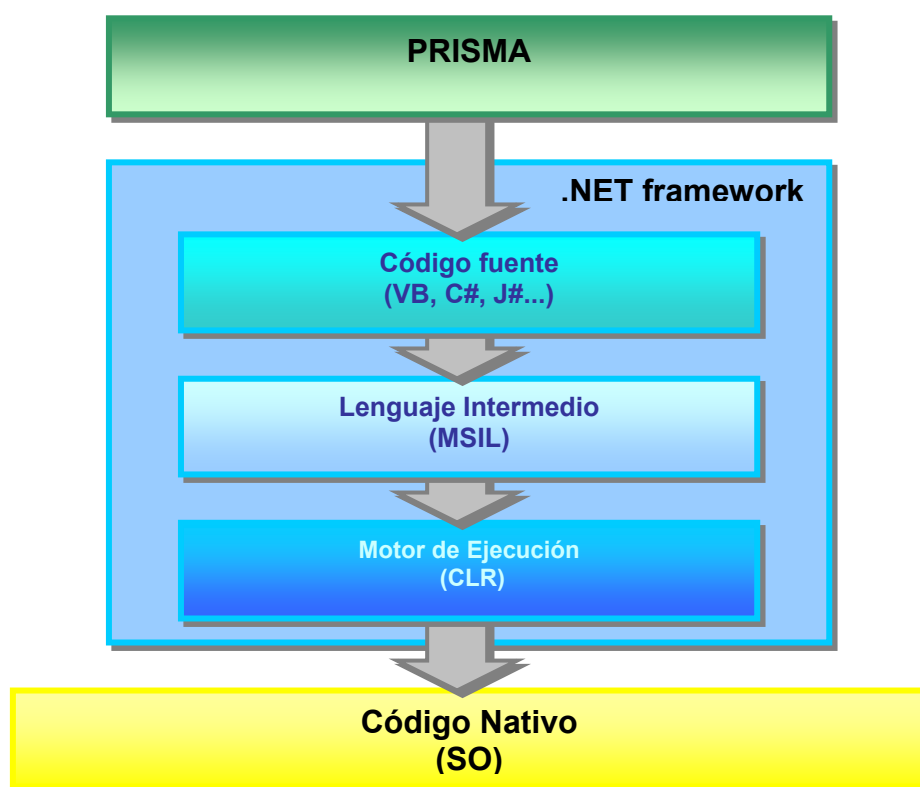 PRISMA
.NET framework
Código fuente
(VB, C#, J#...)
Lenguaje Intermedio
(MSIL)
Motor de Ejecución
(CLR)
Código Nativo
(SO)